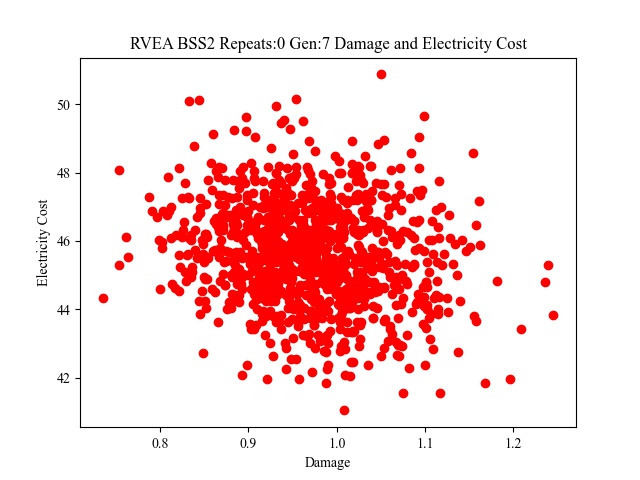 RVEA BSS2 Repeats:0 Gen:7 Damage and Electricity Cost
50
48
46
44
42
Electricity Cost
0.8 0.9 1.0 1.1 1.2
Damage